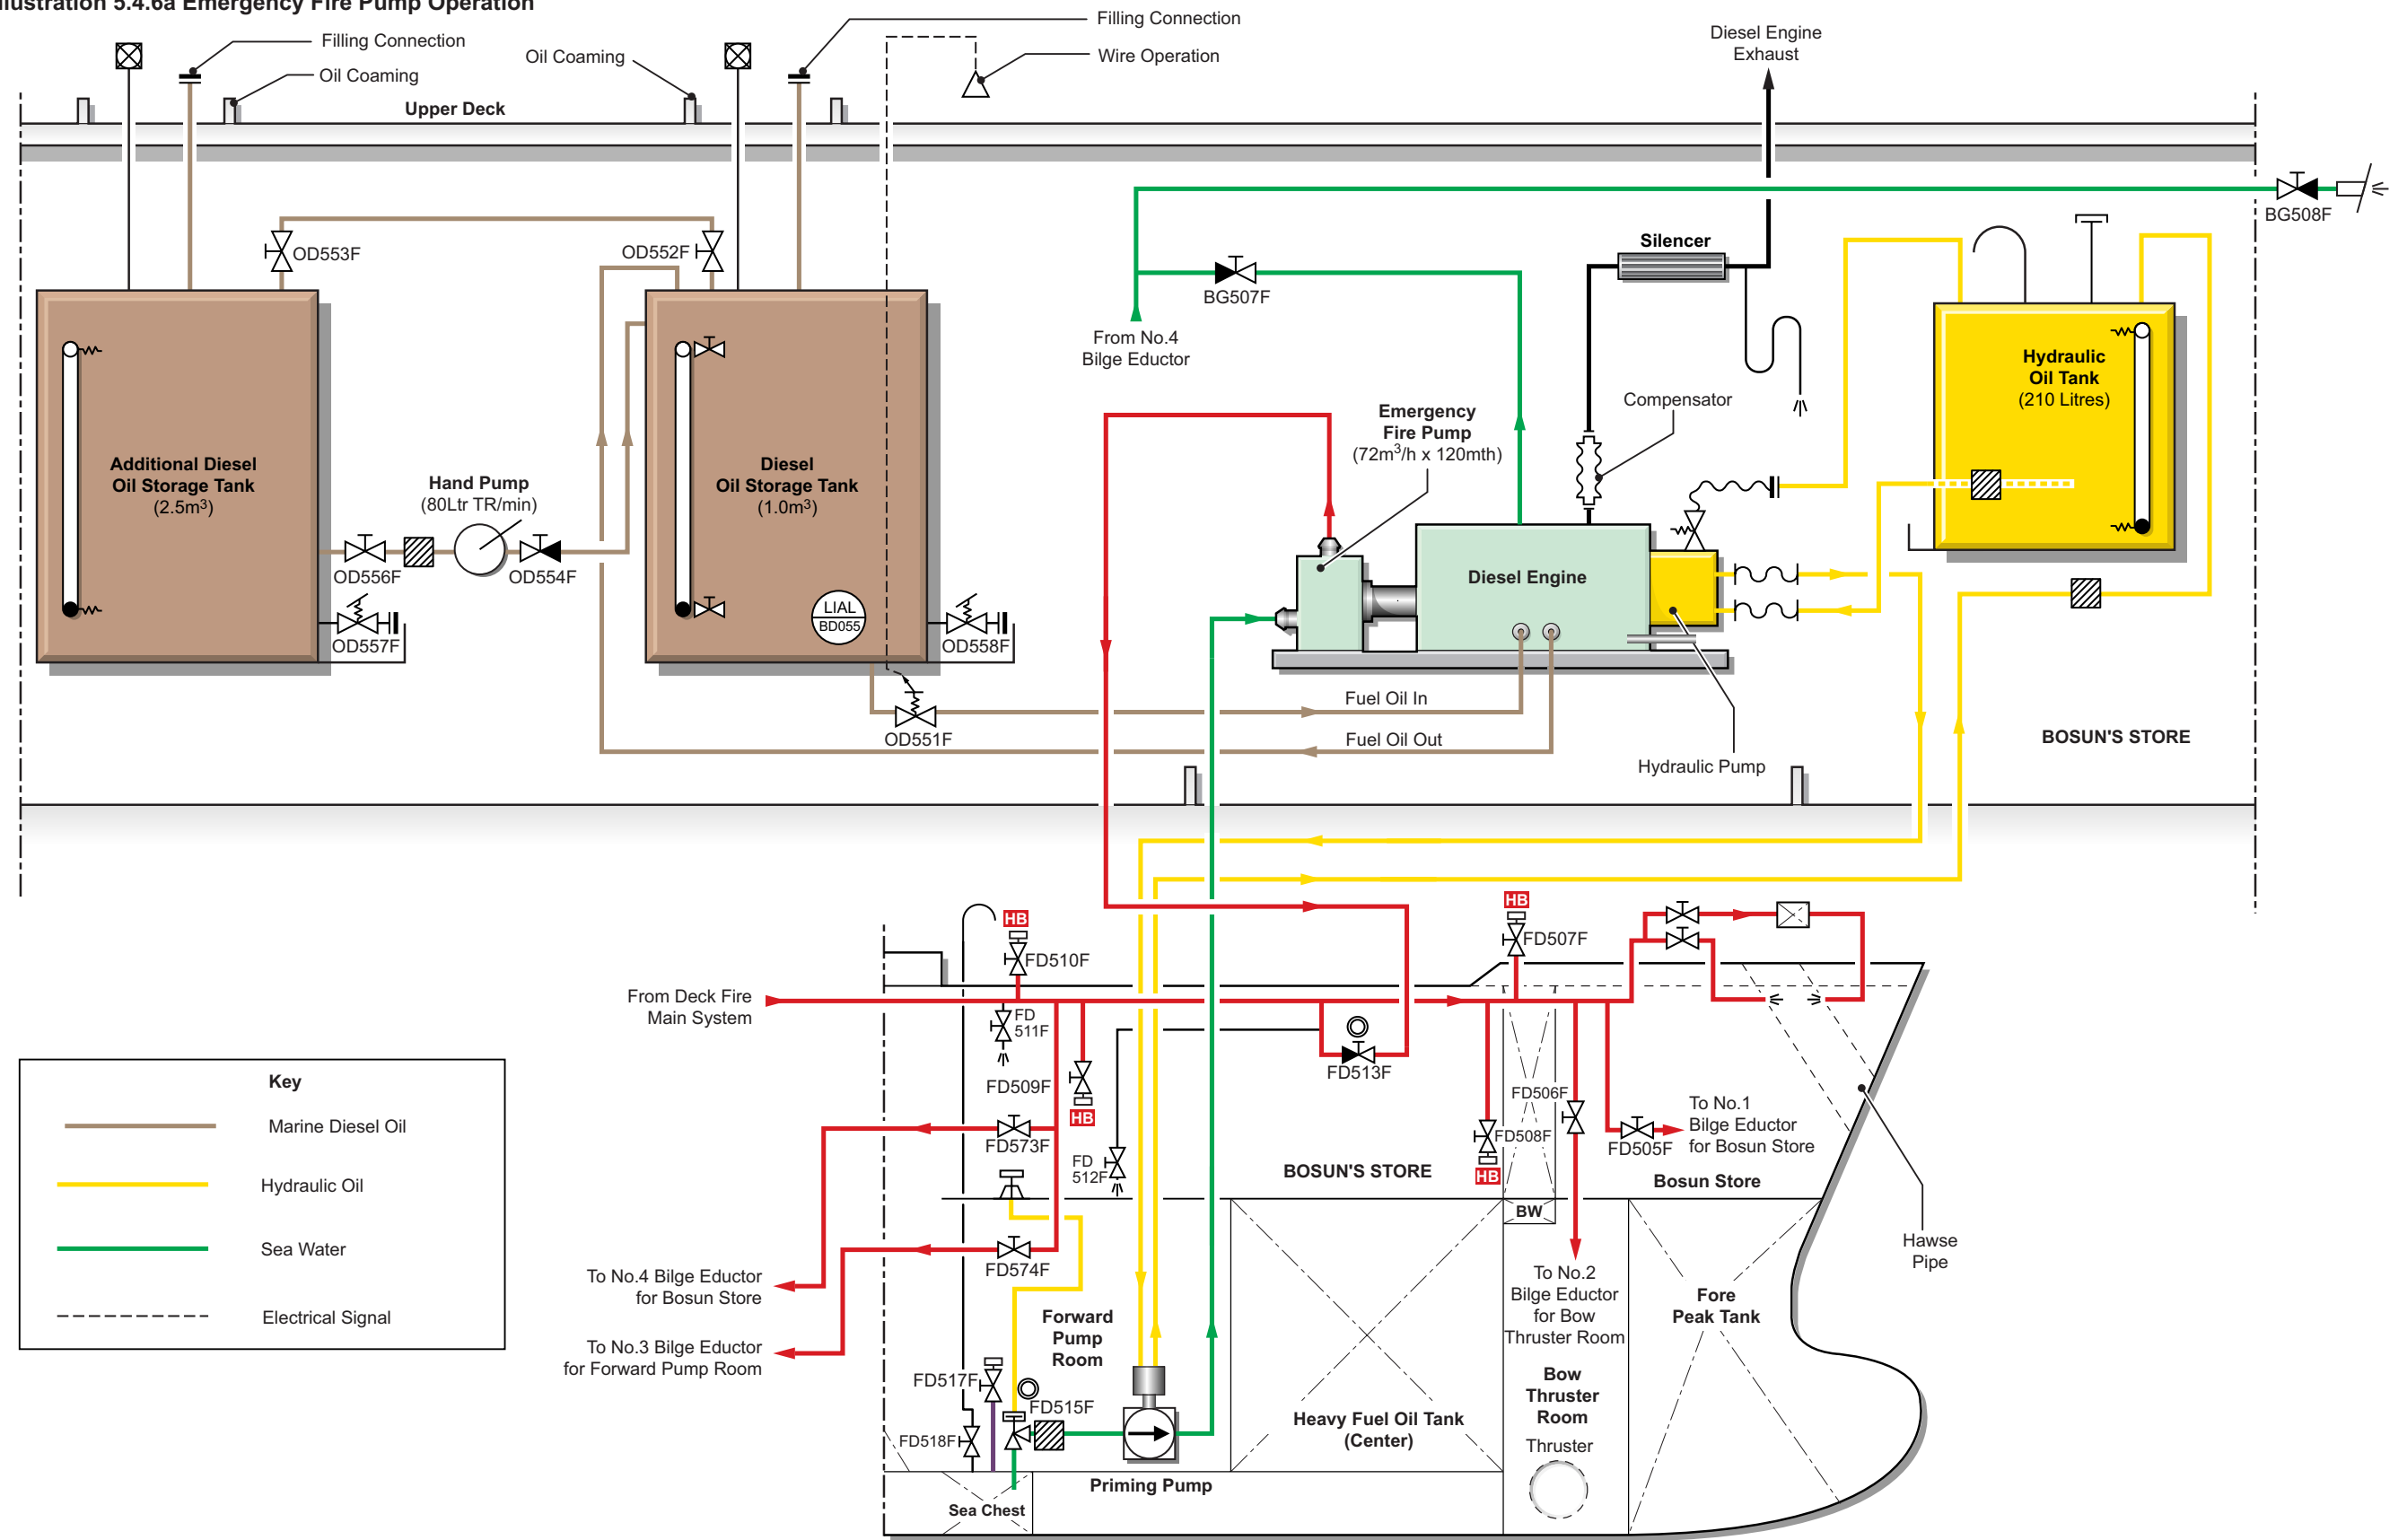 llustration 5.4.6a Emergency Fire Pump Operation
Filling Connection
Oil Coaming
Oil Coaming
Filling Connection
Wire Operation
Diesel Engine
Exhaust
Upper Deck
BG508F
OD553F
OD552F
BG507F
From No.4
Bilge Eductor
Silencer
Compensator
Hydraulic
Oil Tank
(210 Litres)
Emergency
Fire Pump
(72m³/h x 120mth)
Additional Diesel
Oil Storage Tank
(2.5m³)
Hand Pump
(80Ltr TR/min)
Diesel
Oil Storage Tank
(1.0m³)
OD556F
OD554F
OD557F
LIAL
BD055
OD558F
Diesel Engine
Fuel Oil In
OD551F
Fuel Oil Out
Hydraulic Pump
BOSUN'S STORE
HB
FD510F
HB
FD507F
From Deck Fire
Main System
FD
511F
FD509F
HB
FD513F
FD573F
FD
512F
FD506F
FD508F
HB
FD505F
To No.1
Bilge Eductor
for Bosun Store
BOSUN'S STORE
Bosun Store
BW
Hawse
Pipe
FD574F
To No.4 Bilge Eductor
for Bosun Store
To No.3 Bilge Eductor
for Forward Pump Room
Forward
Pump
Room
To No.2
Bilge Eductor
for Bow
Thruster Room
Fore
Peak Tank
FD517F
FD515F
FD518F
Heavy Fuel Oil Tank
(Center)
Bow
Thruster
Room
Thruster
Priming Pump
Sea Chest
Key
Marine Diesel Oil
Hydraulic Oil
Sea Water
Electrical Signal